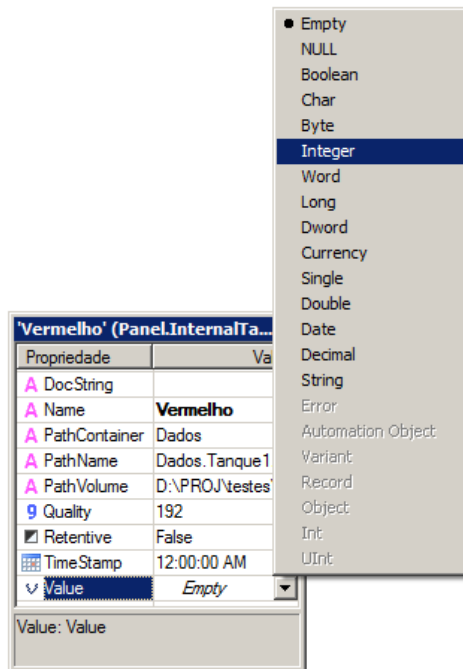 Empty
NULL
Boolean
Char
Byte
Integer
Word
Long
Dword
Currency
Single
Double
Date
Decimal
String
Error
Automation Object
Variant
Record
Object
Int
UInt
'Vermelho' (Panel.InternalTa...
Propriedade Va
DocString
Name Vermelho
PathContainer Dados
PathName Dados.Tanque1
PathVolume D:\PROJ\testes\
Quality 192
Retentive False
TimeStamp 12:00:00 AM
Value Empty
Value: Value